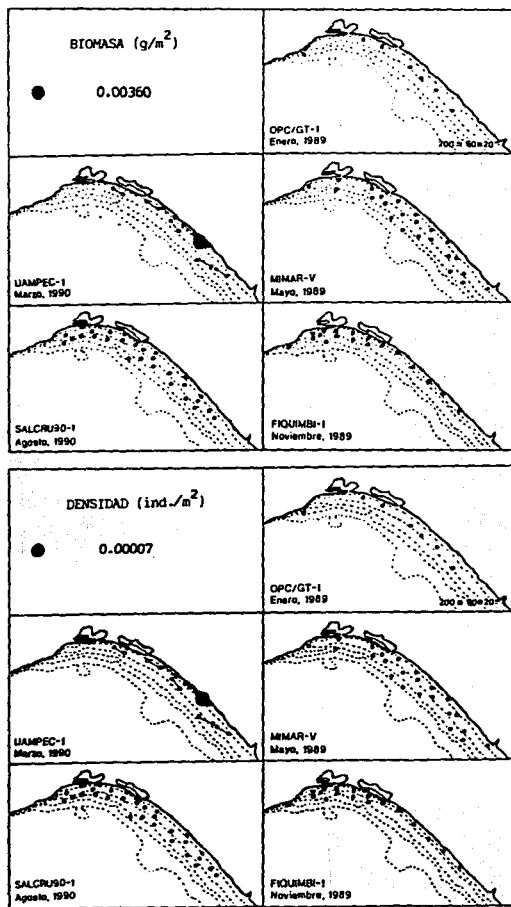 BIOMASA (g/m²)
0.00360
OPC/GT-I
Enero, 1989
UAMPEC-1
Marzo, 1990
MIMAR-V
Mayo, 1989
SALCRU90-1
Agosto, 1990
FIQUIMBI-1
Noviembre, 1989
DENSIDAD (ind./m²)
0.00007
OPC/GT-I
Enero, 1989
UAMPEC-1
Marzo, 1990
MIMAR-V
Mayo, 1989
SALCRU90-1
Agosto, 1990
FIQUIMBI-1
Noviembre, 1989